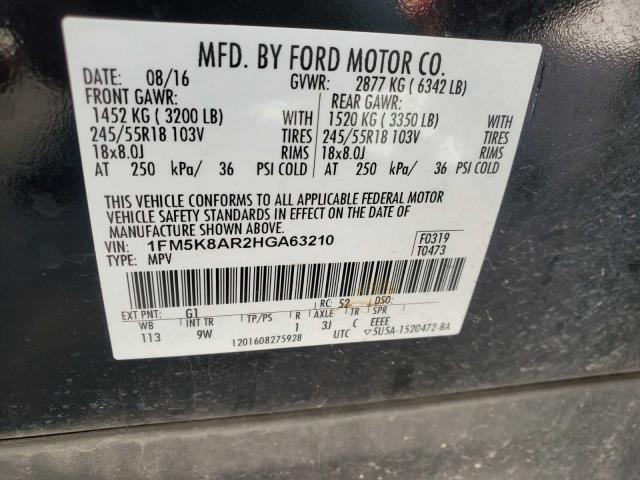 MFD. BY FORD MOTOR CO.
DATE: 08/16 GVWR: 2877 KG ( 6342 LB)
FRONT GAWR: REAR GAWR:
1452 KG ( 3200 LB) WITH 1520 KG ( 3350 LB) WITH
245/55R18 103V TIRES 245/55R18 103V TIRES
18x8.0J RIMS 18x8.0J RIMS
AT 250 kPa/ 36 PSI COLD AT 250 kPa/ 36 PSI COLD
THIS VEHICLE CONFORMS TO ALL APPLICABLE FEDERAL MOTOR
VEHICLE SAFETY STANDARDS IN EFFECT ON THE DATE OF
MANUFACTURE SHOWN ABOVE.
VIN: 1FM5K8AR2HGA63210 F0319
TYPE: MPV T0473
EXT PNT: G1 RC: 52 DSO:
WB INT TR TP/PS R AXLE TR SPR
113 9W 1 3J C EEEE
1201608275928 UTC ▽5U5A-1520472-BA